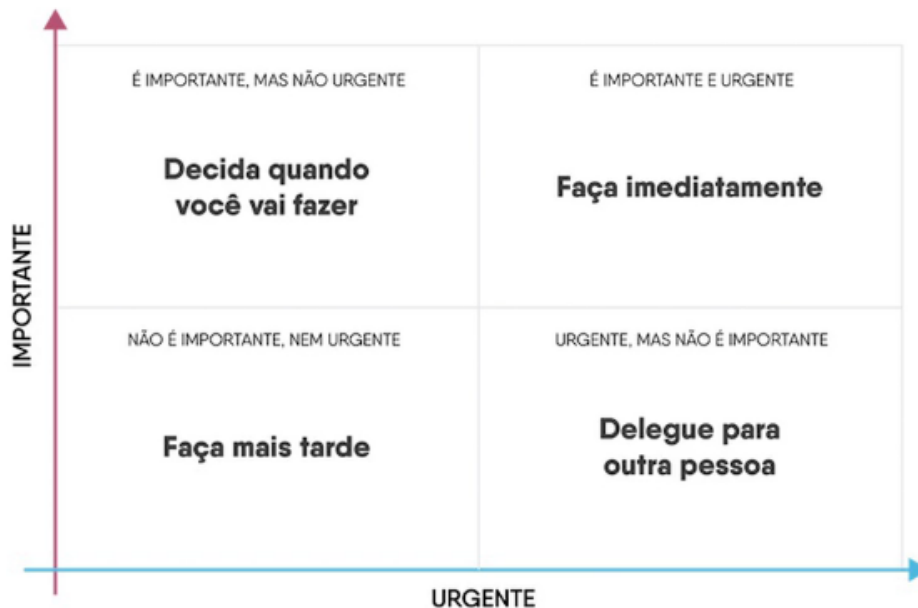 É IMPORTANTE, MAS NÃO URGENTE
Decida quando
você vai fazer
É IMPORTANTE E URGENTE
Faça imediatamente
IMPORTANTE
NÃO É IMPORTANTE, NEM URGENTE
Faça mais tarde
URGENTE, MAS NÃO É IMPORTANTE
Delegue para
outra pessoa
URGENTE